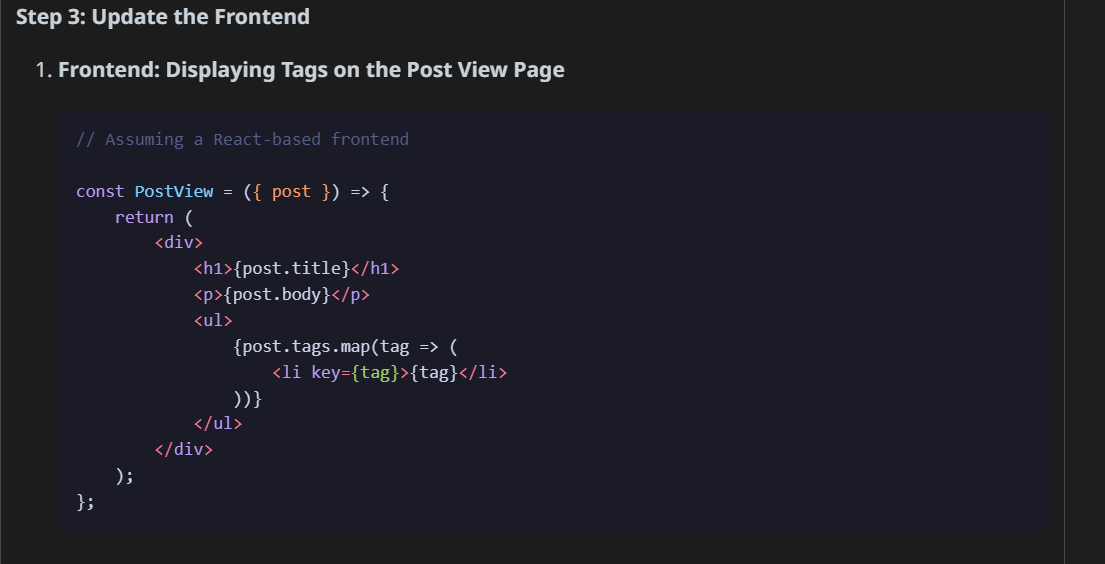 Step 3: Update the Frontend
1. Frontend: Displaying Tags on the Post View Page
// Assuming a React-based frontend
const PostView = ({ post }) => {
    return (
        <div>
            <h1>{post.title}</h1>
            <p>{post.body}</p>
            <ul>
                {post.tags.map(tag => (
                    <li key={tag}>{tag}</li>
                ))}
            </ul>
        </div>
    );
};